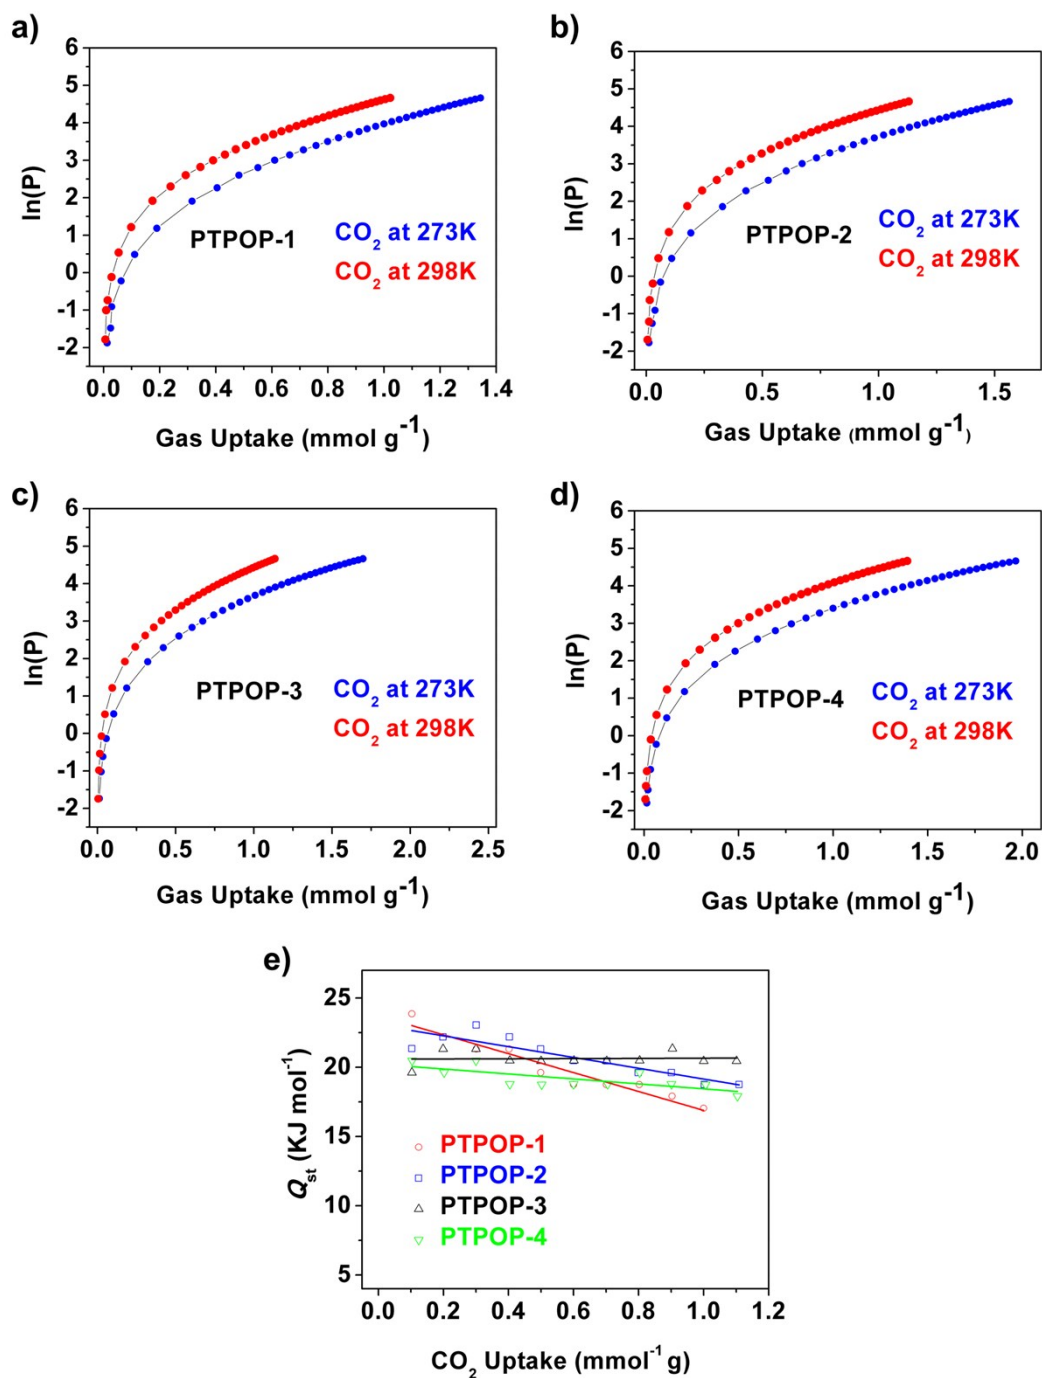 a)
6
5
4
3
2
1
0
-1
-2
ln(P)
PTPOP-1
CO2 at 273K
CO2 at 298K
0.0 0.2 0.4 0.6 0.8 1.0 1.2 1.4
Gas Uptake (mmol g-1)
b)
6
5
4
3
2
1
0
-1
-2
ln(P)
PTPOP-2
CO2 at 273K
CO2 at 298K
0.0 0.5 1.0 1.5
Gas Uptake (mmol g-1)
c)
6
5
4
3
2
1
0
-1
-2
ln(P)
PTPOP-3
CO2 at 273K
CO2 at 298K
0.0 0.5 1.0 1.5 2.0 2.5
Gas Uptake (mmol g-1)
d)
6
5
4
3
2
1
0
-1
-2
ln(P)
PTPOP-4
CO2 at 273K
CO2 at 298K
0.0 0.5 1.0 1.5 2.0
Gas Uptake (mmol g-1)
e)
25
20
15
10
5
Qst (KJ mol-1)
PTPOP-1
PTPOP-2
PTPOP-3
PTPOP-4
0.0 0.2 0.4 0.6 0.8 1.0 1.2
CO2 Uptake (mmol-1 g)